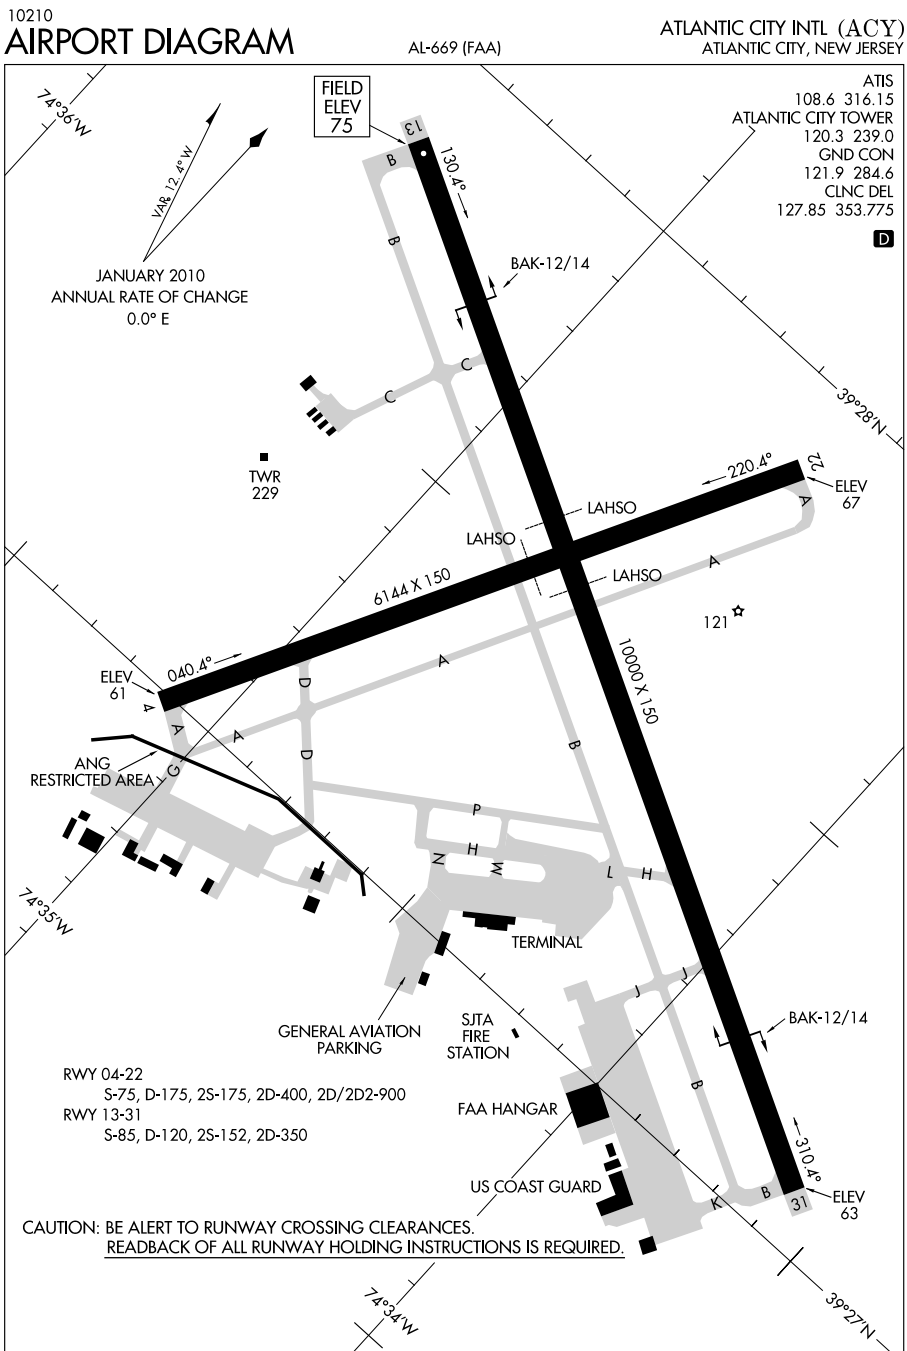 10210
AIRPORT DIAGRAM
AL-669 (FAA)
ATLANTIC CITY INTL (ACY)
ATLANTIC CITY, NEW JERSEY
ATIS
108.6 316.15
ATLANTIC CITY TOWER
120.3 239.0
GND CON
121.9 284.6
CLNC DEL
127.85 353.775
D
74°36'W
VAR 12.4° W
JANUARY 2010
ANNUAL RATE OF CHANGE
0.0° E
FIELD
ELEV
75
13
130.4°
B
B
BAK-12/14
C
C
39°28'N
TWR
229
22
220.4°
ELEV
67
A
LAHSO
LAHSO
LAHSO
6144 X 150
A
121
10000 X 150
040.4°
ELEV
61
4
A
D
A
A
D
G
B
ANG
RESTRICTED AREA
P
H
N
W
L
H
74°35'W
TERMINAL
J
J
GENERAL AVIATION
PARKING
SJTA
FIRE
STATION
BAK-12/14
RWY 04-22
S-75, D-175, 2S-175, 2D-400, 2D/2D2-900
RWY 13-31
S-85, D-120, 2S-152, 2D-350
FAA HANGAR
B
310.4°
US COAST GUARD
K
B
31
ELEV
63
CAUTION: BE ALERT TO RUNWAY CROSSING CLEARANCES.
READBACK OF ALL RUNWAY HOLDING INSTRUCTIONS IS REQUIRED.
74°34'W
39°27'N